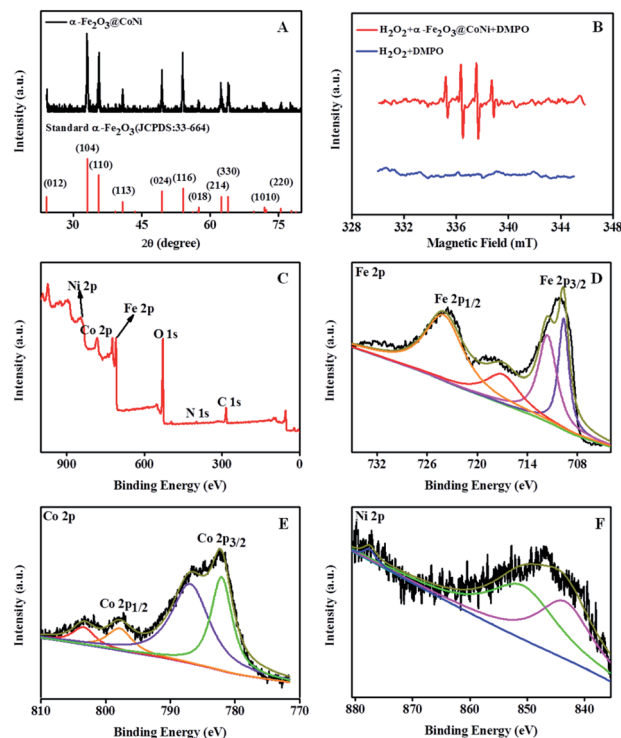 α-Fe2O3@CoNi
A
Intensity (a.u.)
Standard α-Fe2O3(JCPDS:33-664)
(012)
(104)
(110)
(113)
(024)
(116)
(018)
(214)
(330)
(1010)
(220)
30
45
60
75
2θ (degree)
H2O2+α-Fe2O3@CoNi+DMPO
B
H2O2+DMPO
Intensity (a.u.)
328
330
334
338
342
346
Magnetic Field (mT)
C
Ni 2p
Fe 2p
Co 2p
O 1s
N 1s
C 1s
Intensity (a.u.)
900
600
300
0
Binding Energy (eV)
Fe 2p
D
Fe 2p1/2
Fe 2p3/2
Intensity (a.u.)
732
726
720
714
708
Binding Energy (eV)
Co 2p
E
Co 2p3/2
Co 2p1/2
Intensity (a.u.)
810
800
790
780
770
Binding Energy (eV)
Ni 2p
F
Intensity (a.u.)
880
870
860
850
840
Binding Energy (eV)